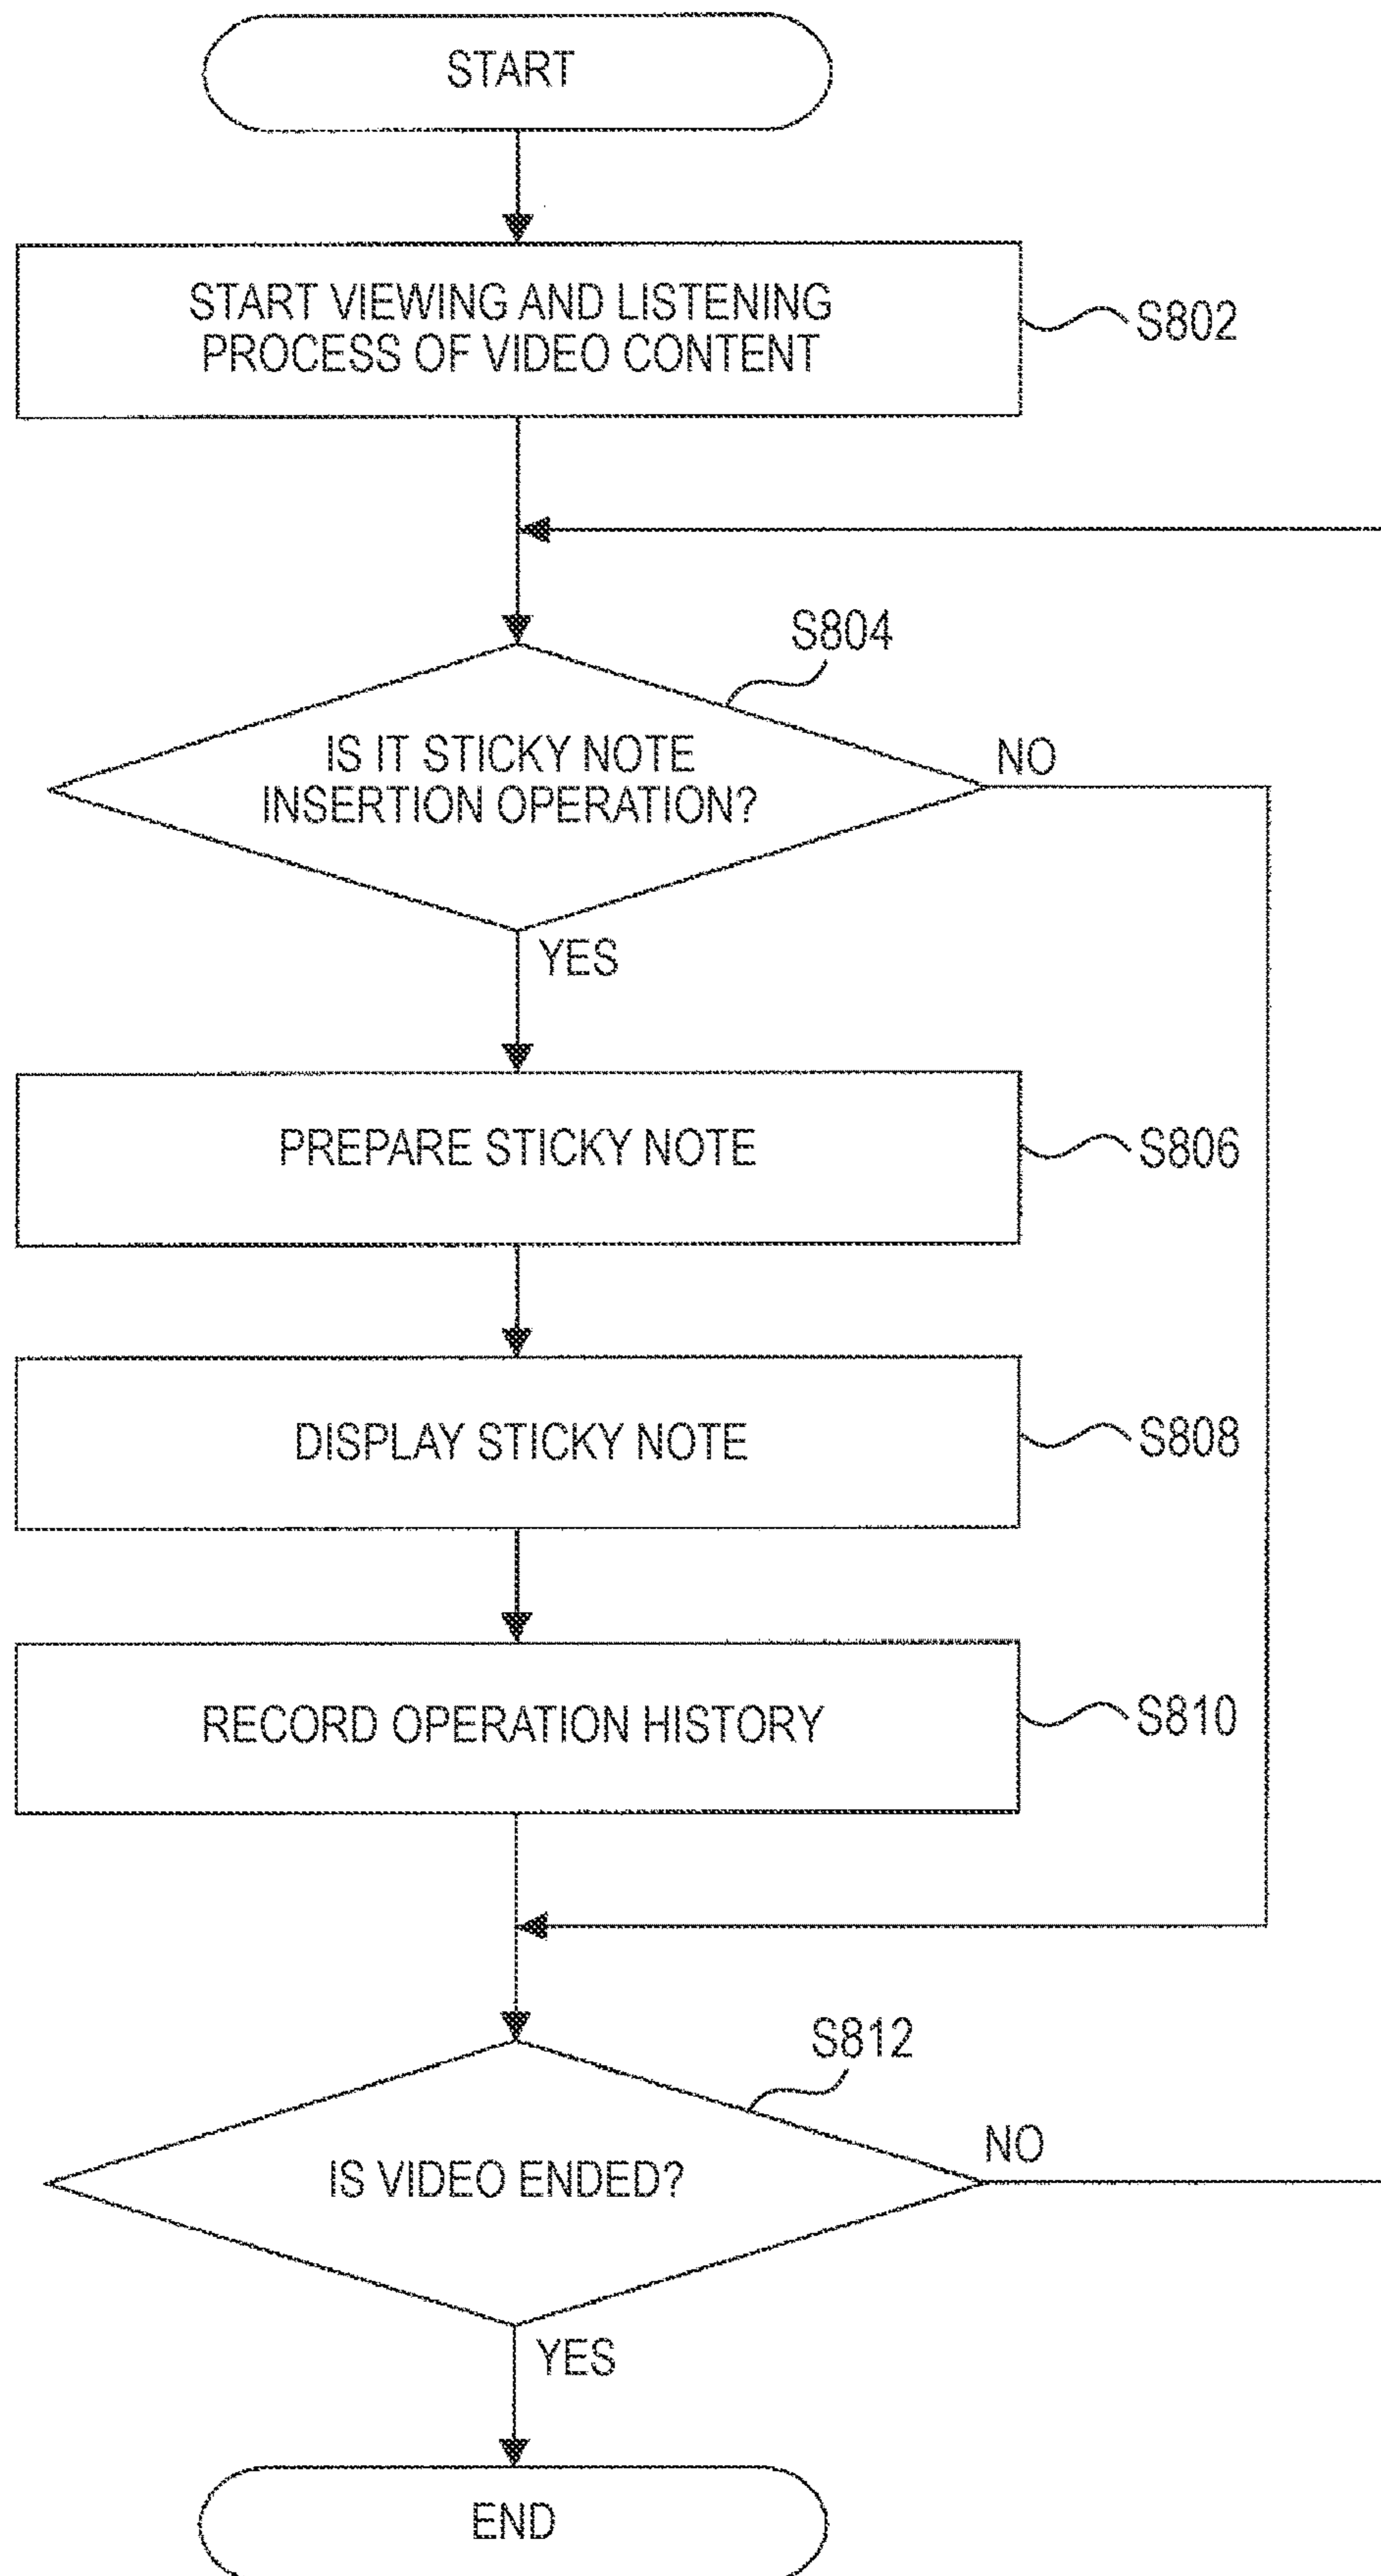 START
START VIEWING AND LISTENING
PROCESS OF VIDEO CONTENT
S802
S804
IS IT STICKY NOTE
INSERTION OPERATION?
NO
YES
PREPARE STICKY NOTE
S806
DISPLAY STICKY NOTE
S808
RECORD OPERATION HISTORY
S810
S812
IS VIDEO ENDED?
NO
YES
END